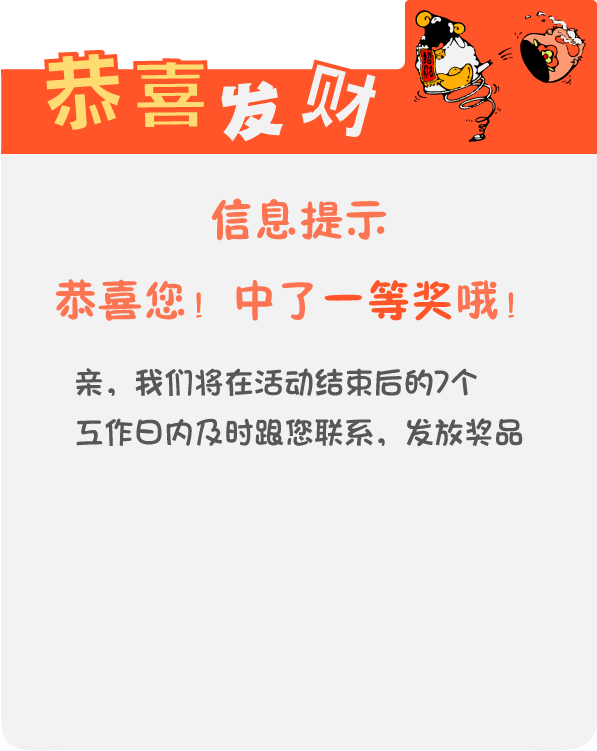 恭喜发财
信息提示
恭喜您！中了一等奖哦！
亲，我们将在活动结束后的7个
工作日内及时跟您联系，发放奖品